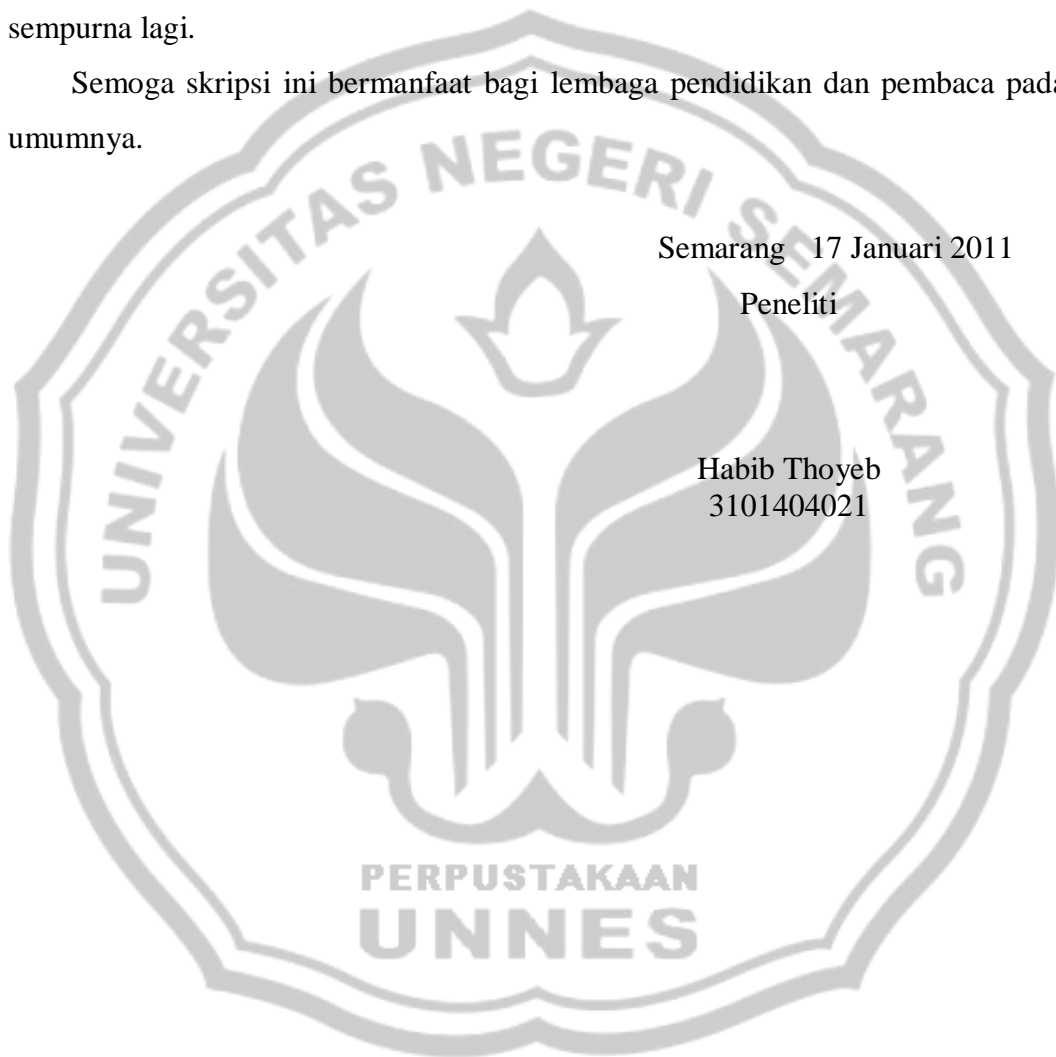 sempurna lagi.
Semoga skripsi ini bermanfaat bagi lembaga pendidikan dan pembaca pada
umumnya.
UNIVERSITAS NEGERI SEMARANG
Semarang 17 Januari 2011
Peneliti
Habib Thoyeb
3101404021
PERPUSTAKAAN
UNNES